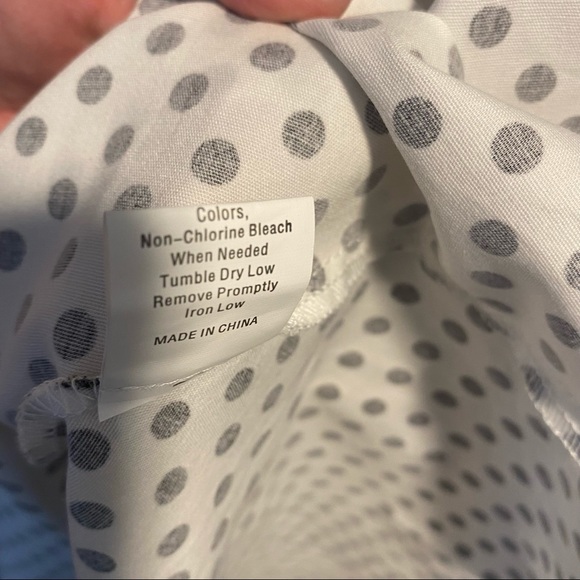 Colors,
Non-Chlorine Bleach
When Needed
Tumble Dry Low
Remove Promptly
Iron Low
MADE IN CHINA